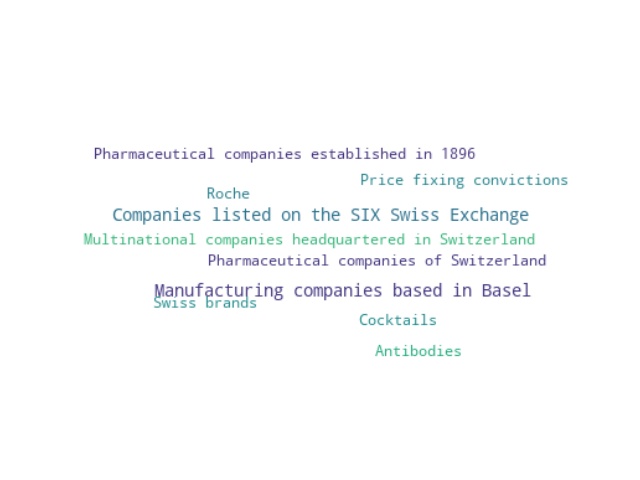 Pharmaceutical companies established in 1896
Price fixing convictions
Roche
Companies listed on the SIX Swiss Exchange
Multinational companies headquartered in Switzerland
Pharmaceutical companies of Switzerland
Manufacturing companies based in Basel
Swiss brands
Cocktails
Antibodies